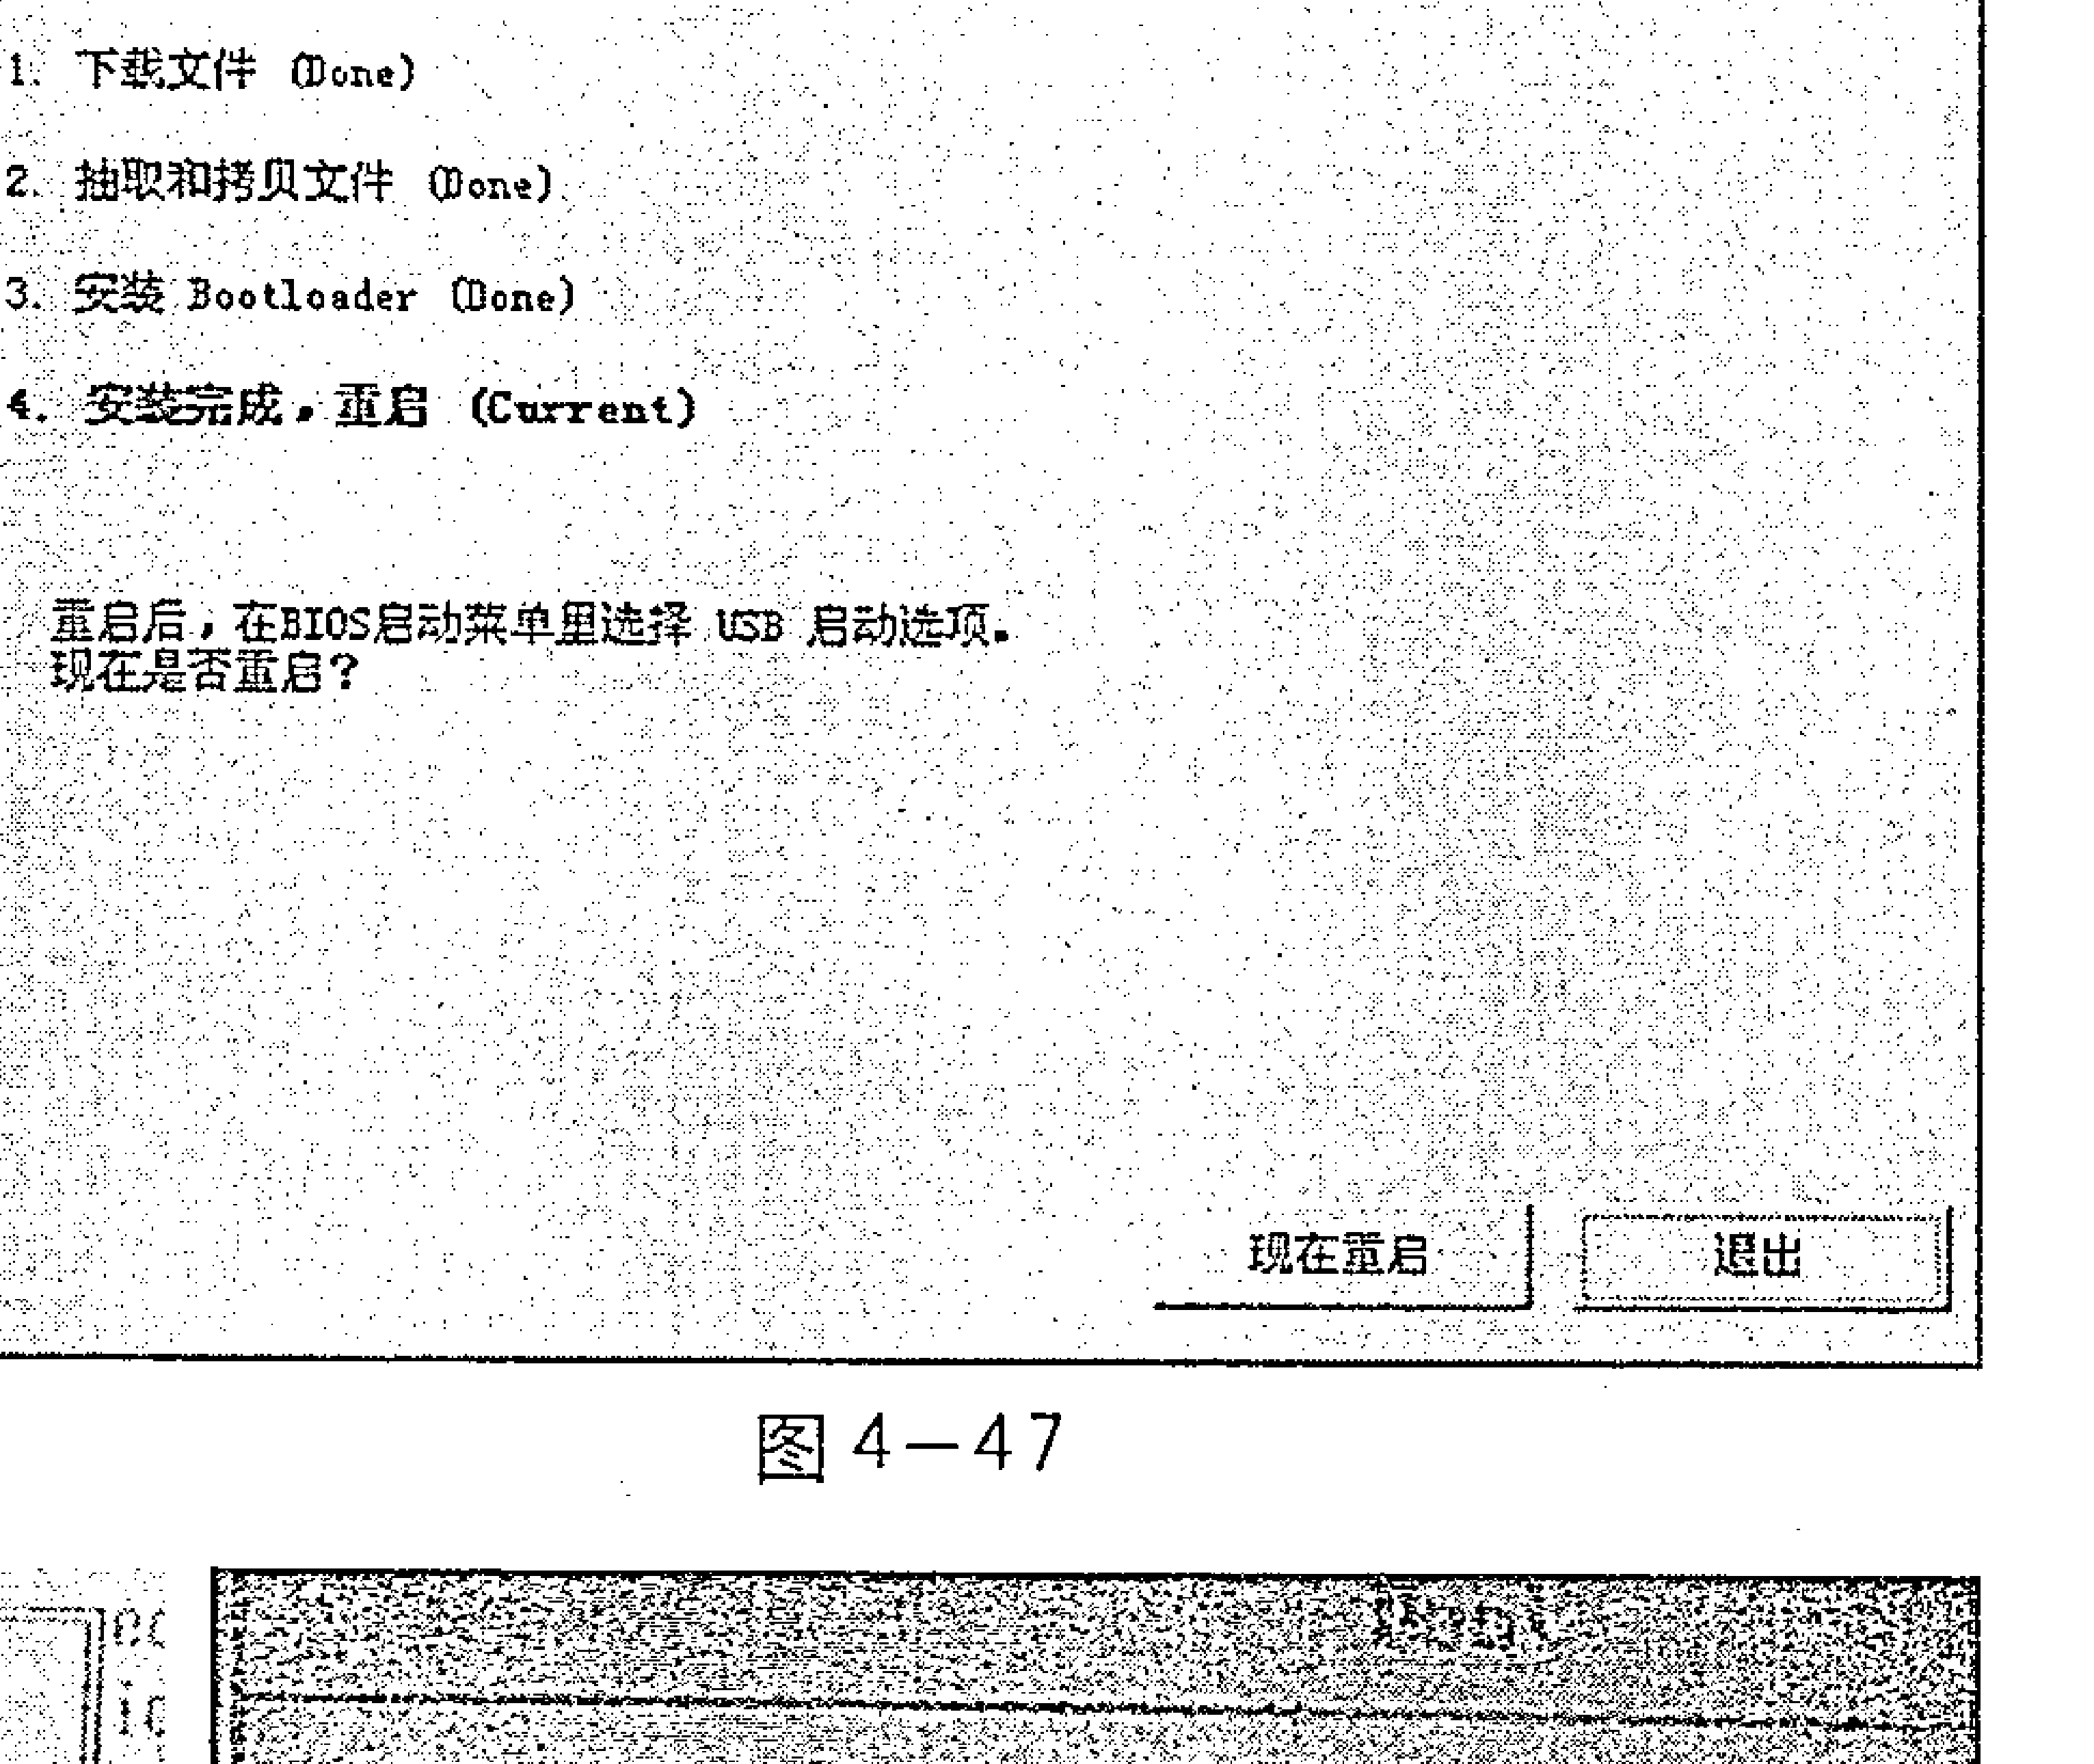 1. 下载文件 (Done)
2. 抽取和拷贝文件 (Done)
3. 安装 Bootloader (Done)
4. 安装完成，重启 (Current)
重启后，在BIOS启动菜单里选择 USB 启动选项。
现在是否重启？
现在重启 退出
图4-47